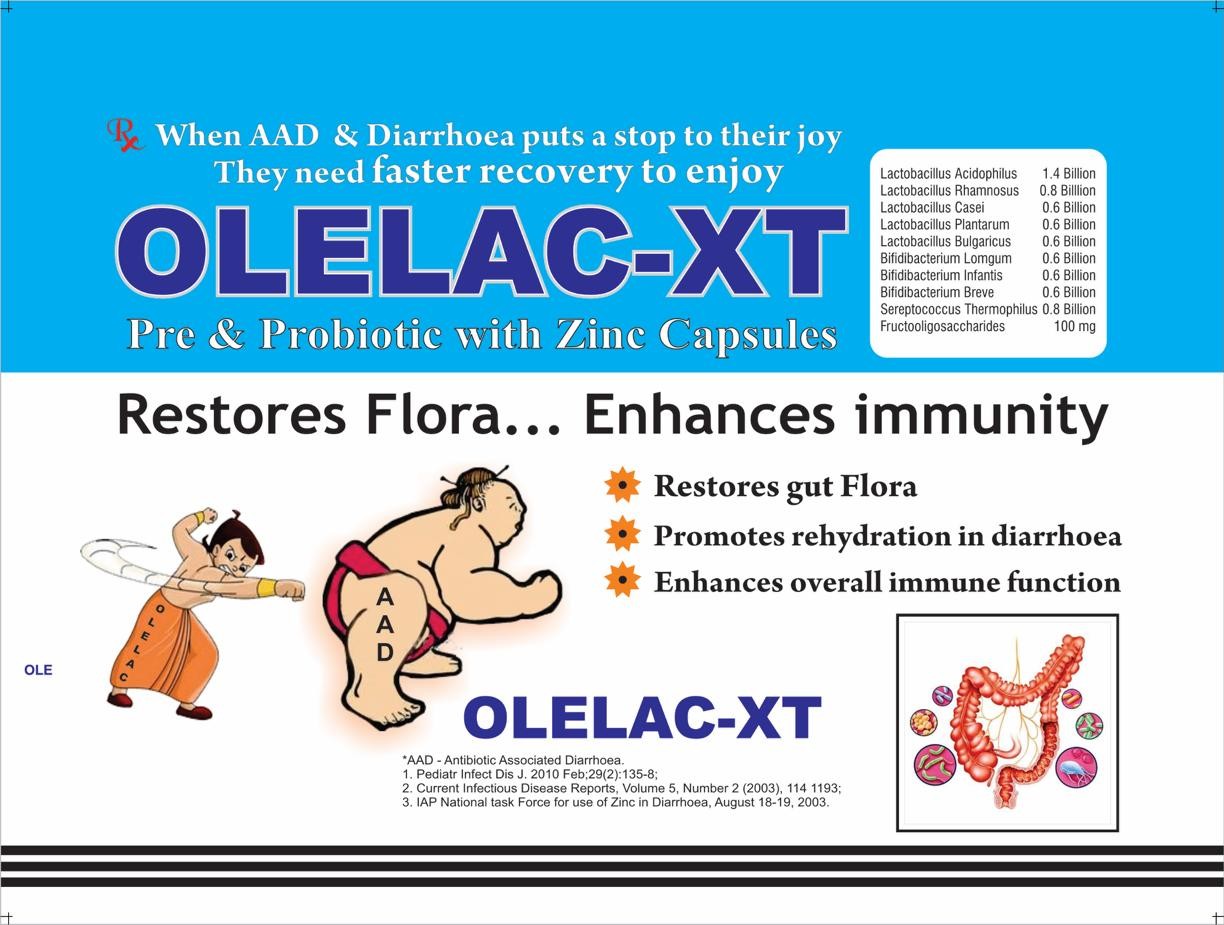 Rx When AAD & Diarrhoea puts a stop to their joy
They need faster recovery to enjoy
OLELAC-XT
Pre & Probiotic with Zinc Capsules
Lactobacillus Acidophilus 1.4 Billion
Lactobacillus Rhamnosus 0.8 Billlion
Lactobacillus Casei 0.6 Billion
Lactobacillus Plantarum 0.6 Billion
Lactobacillus Bulgaricus 0.6 Billion
Bifidibacterium Lomgum 0.6 Billion
Bifidibacterium Infantis 0.6 Billion
Bifidibacterium Breve 0.6 Billion
Sereptococcus Thermophilus 0.8 Billion
Fructooligosaccharides 100 mg
Restores Flora... Enhances immunity
Restores gut Flora
Promotes rehydration in diarrhoea
Enhances overall immune function
OLELAC
AAD
OLE
OLELAC-XT
*AAD - Antibiotic Associated Diarrhoea.
1. Pediatr Infect Dis J. 2010 Feb;29(2):135-8;
2. Current Infectious Disease Reports, Volume 5, Number 2 (2003), 114 1193;
3. IAP National task Force for use of Zinc in Diarrhoea, August 18-19, 2003.